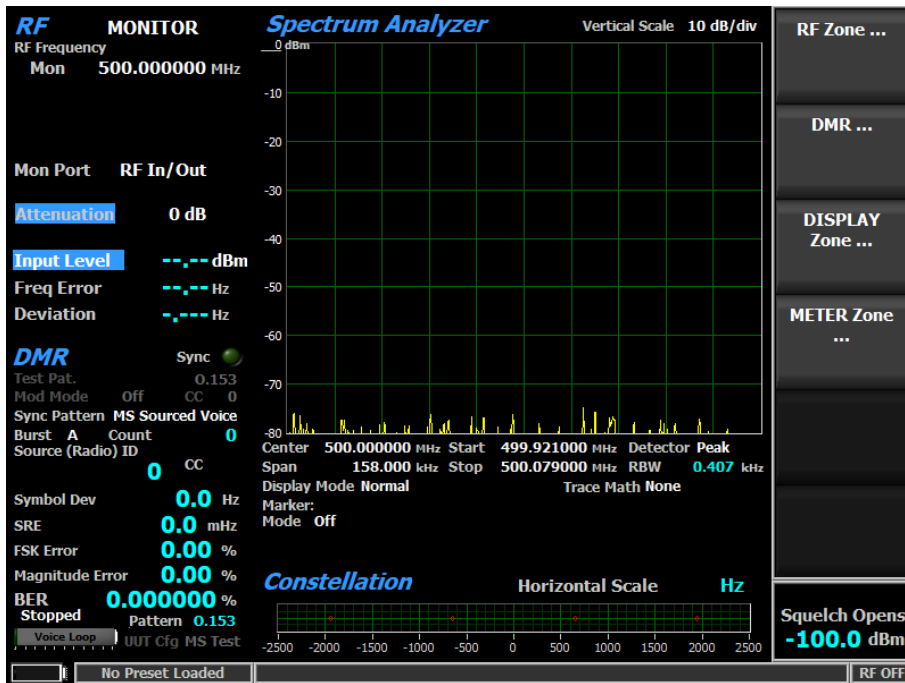 RF MONITOR
RF Frequency
Mon 500.000000 MHz
Mon Port RF In/Out
Attenuation 0 dB
Input Level --.-- dBm
Freq Error --.-- Hz
Deviation -.--- Hz
DMR Sync
Test Pat. O.153
Mod Mode Off CC 0
Sync Pattern MS Sourced Voice
Burst A Count 0
Source (Radio) ID
0 CC
Symbol Dev 0.0 Hz
SRE 0.0 mHz
FSK Error 0.00 %
Magnitude Error 0.00 %
BER 0.000000 %
Stopped
Pattern O.153
Voice Loop UUT Cfg MS Test
Spectrum Analyzer Vertical Scale 10 dB/div
0 dBm
-10
-20
-30
-40
-50
-60
-70
-80
Center 500.000000 MHz Start 499.921000 MHz Detector Peak
Span 158.000 kHz Stop 500.079000 MHz RBW 0.407 kHz
Display Mode Normal Trace Math None
Marker:
Mode Off
Constellation Horizontal Scale Hz
-2500 -2000 -1500 -1000 -500 0 500 1000 1500 2000 2500
RF Zone ...
DMR ...
DISPLAY
Zone ...
METER Zone
...
Squelch Opens
-100.0 dBm
No Preset Loaded
RF OFF